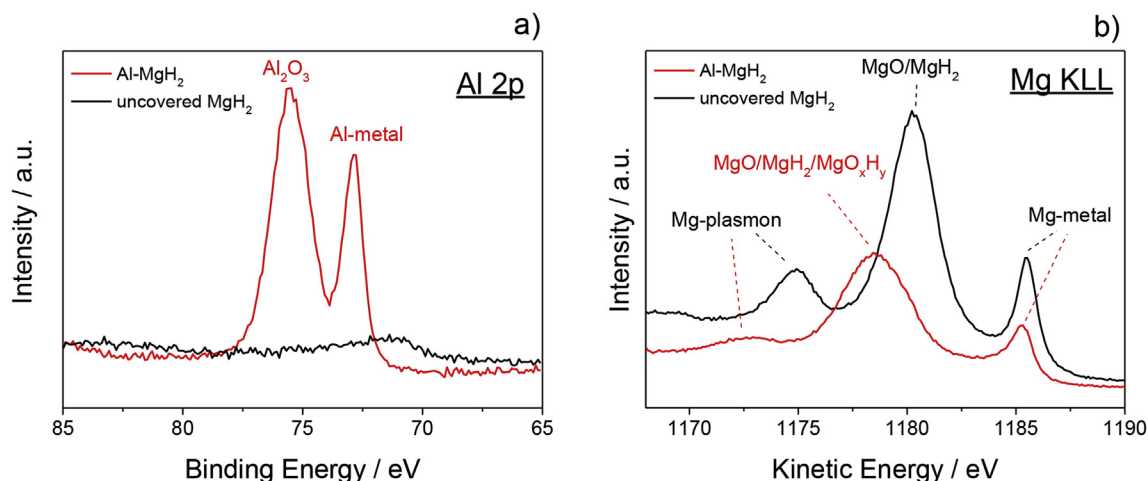 a)
Al-MgH₂
uncovered MgH₂
Al₂O₃
Al 2p
Al-metal
Intensity / a.u.
85 80 75 70 65
Binding Energy / eV
b)
Al-MgH₂
uncovered MgH₂
MgO/MgH₂
Mg KLL
MgO/MgH₂/MgOₓHᵧ
Mg-plasmon
Mg-metal
Intensity / a.u.
1170 1175 1180 1185 1190
Kinetic Energy / eV